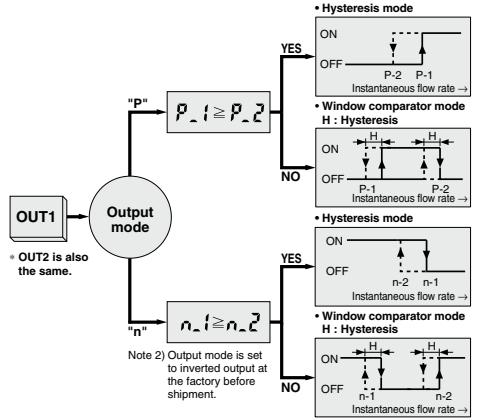 • Hysteresis mode
ON
OFF
P-2 P-1
Instantaneous flow rate →
YES
"P"
P_1 ≧ P_2
NO
• Window comparator mode
H : Hysteresis
H H
ON
OFF
P-1 P-2
Instantaneous flow rate →
OUT1
Output
mode
* OUT2 is also
the same.
• Hysteresis mode
ON
OFF
n-2 n-1
Instantaneous flow rate →
YES
"n"
n_1 ≧ n_2
NO
Note 2) Output mode is set
to inverted output at
the factory before
shipment.
• Window comparator mode
H : Hysteresis
H H
ON
OFF
n-1 n-2
Instantaneous flow rate →